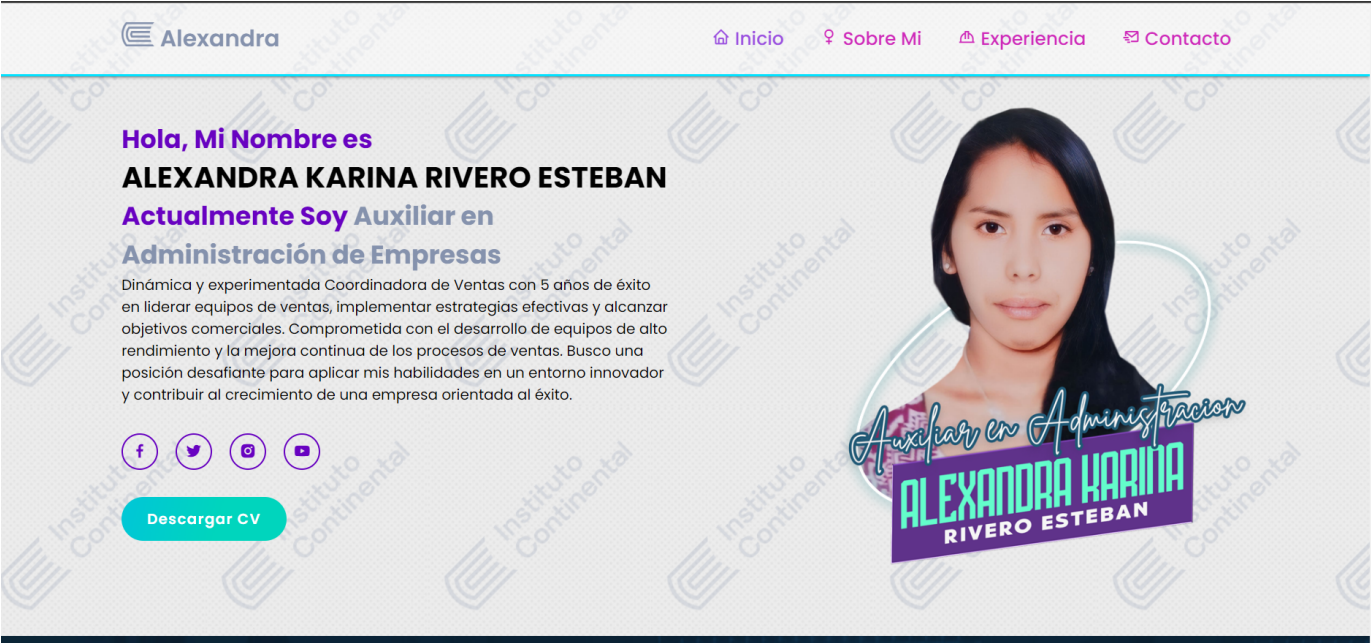 Alexandra
Inicio
Sobre Mi
Experiencia
Contacto
Hola, Mi Nombre es
ALEXANDRA KARINA RIVERO ESTEBAN
Actualmente Soy Auxiliar en
Administración de Empresas
Dinámica y experimentada Coordinadora de Ventas con 5 años de éxito
en liderar equipos de ventas, implementar estrategias efectivas y alcanzar
objetivos comerciales. Comprometida con el desarrollo de equipos de alto
rendimiento y la mejora continua de los procesos de ventas. Busco una
posición desafiante para aplicar mis habilidades en un entorno innovador
y contribuir al crecimiento de una empresa orientada al éxito.
Descargar CV
Auxiliar en Administracion
ALEXANDRA KARINA
RIVERO ESTEBAN
Instituto
Continental